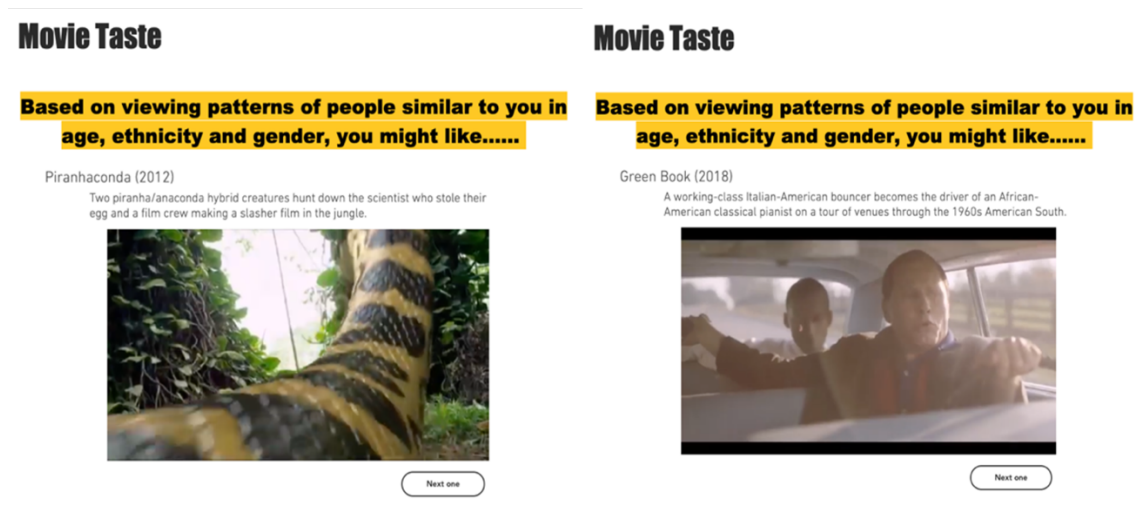 Movie Taste
Based on viewing patterns of people similar to you in
age, ethnicity and gender, you might like......
Piranhaconda (2012)
Two piranha/anaconda hybrid creatures hunt down the scientist who stole their
egg and a film crew making a slasher film in the jungle.
Next one
Movie Taste
Based on viewing patterns of people similar to you in
age, ethnicity and gender, you might like......
Green Book (2018)
A working-class Italian-American bouncer becomes the driver of an African-
American classical pianist on a tour of venues through the 1960s American South.
Next one